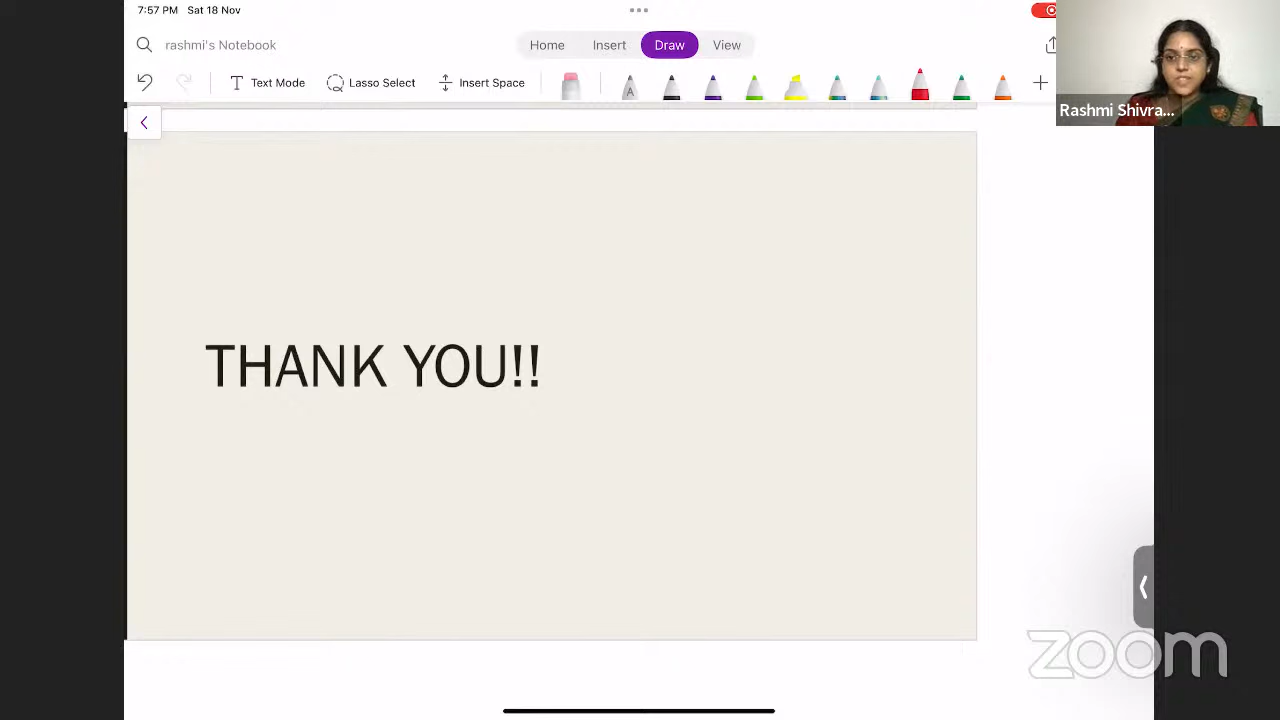 7:57 PM Sat 18 Nov
rashmi's Notebook
Home Insert Draw View
Text Mode Lasso Select Insert Space
A
Rashmi Shivra...
THANK YOU!!
zoom